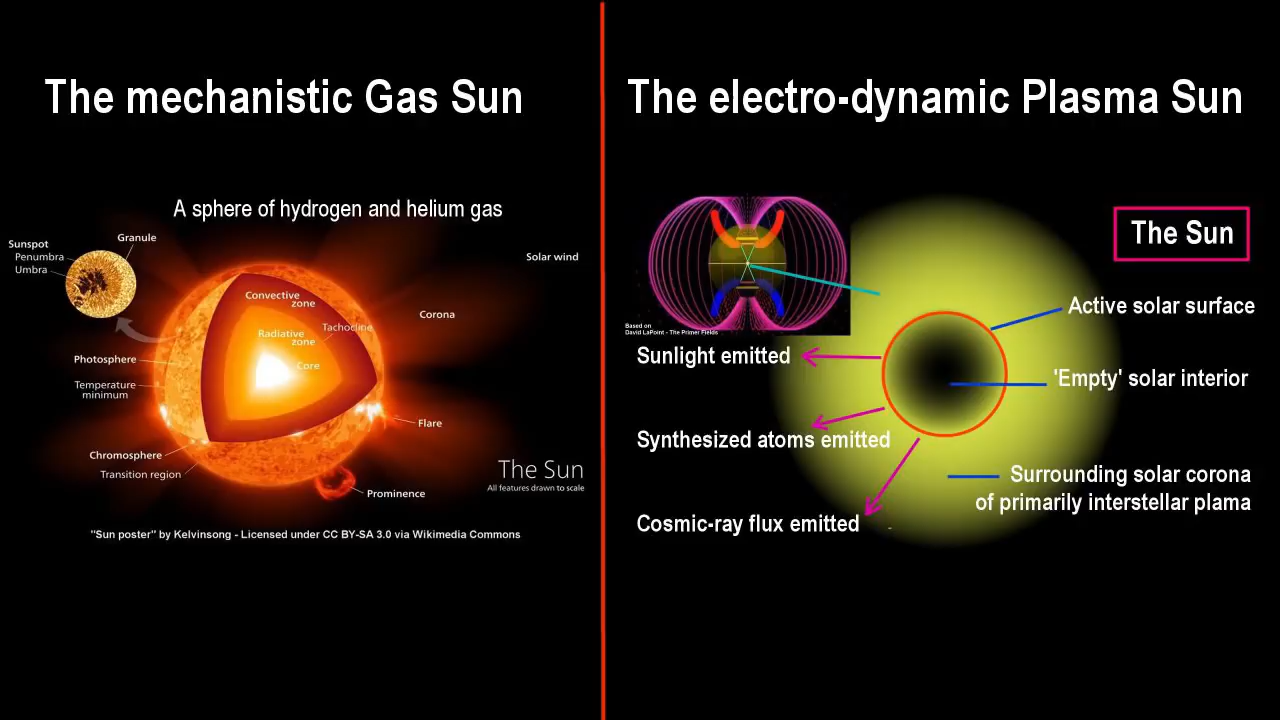 The mechanistic Gas Sun
A sphere of hydrogen and helium gas
Sunspot
Penumbra
Umbra
Granule
Solar wind
Convective
zone
Corona
Radiative
zone
Tachocline
Core
Photosphere
Temperature
minimum
Flare
Chromosphere
Transition region
The Sun
All features drawn to scale
Prominence
"Sun poster" by Kelvinsong - Licensed under CC BY-SA 3.0 via Wikimedia Commons
The electro-dynamic Plasma Sun
The Sun
Based on
David LaPoint - The Primer Fields
Active solar surface
Sunlight emitted
'Empty' solar interior
Synthesized atoms emitted
Surrounding solar corona
of primarily interstellar plama
Cosmic-ray flux emitted